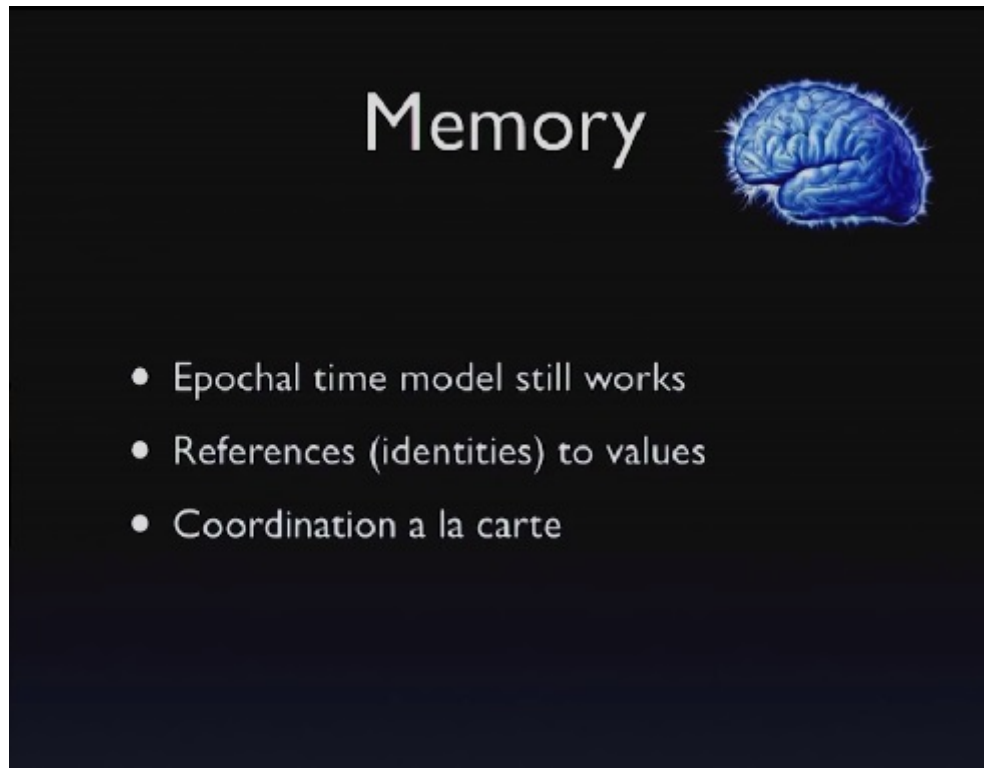 Memory
Epochal time model still works
References (identities) to values
Coordination a la carte